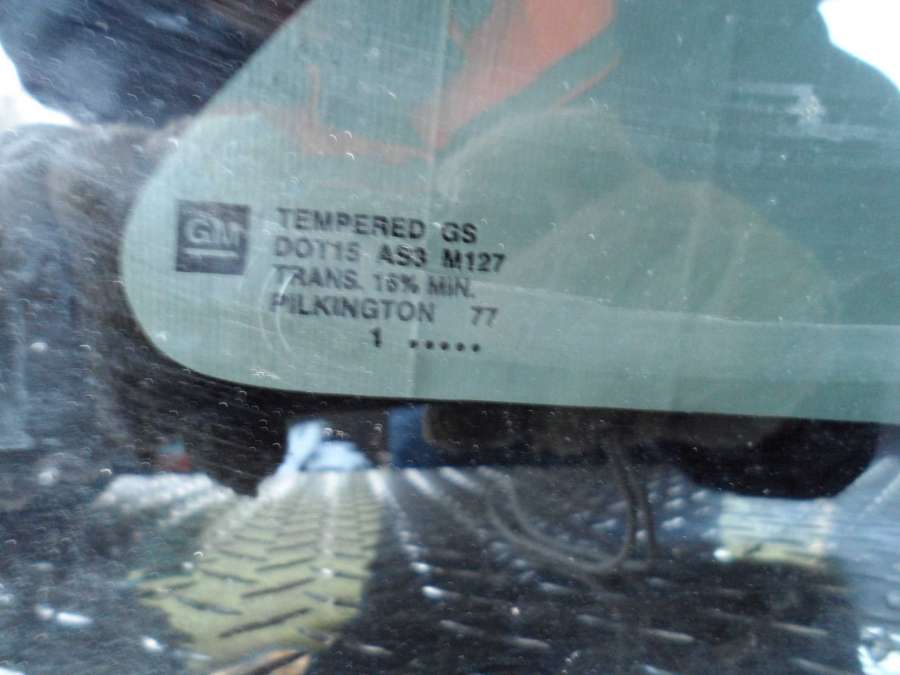 GM
TEMPERED GS
DOT15 AS3 M127
TRANS. 15% MIN.
PILKINGTON 77
1 .....